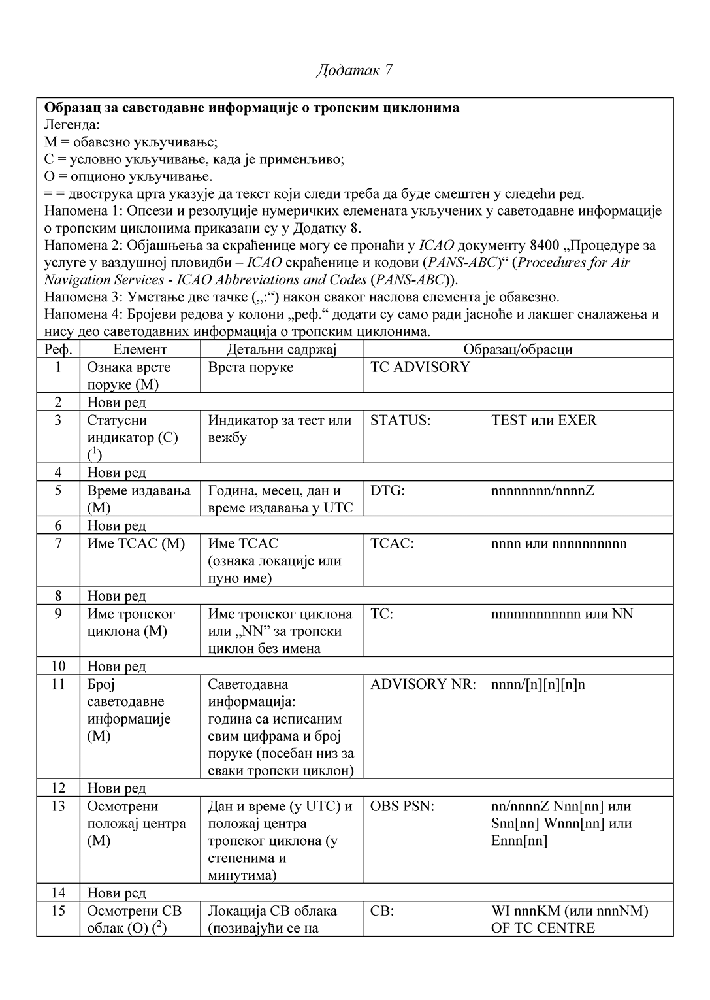 Додатак 7
Образац за саветодавне информације о тропским циклонима
Легенда:
M = обавезно укључивање;
C = условно укључивање, када је применљиво;
O = опционо укључивање.
= = двострука црта указује да текст који следи треба да буде смештен у следећи ред.
Напомена 1: Опсези и резолуције нумеричких елемената укључених у саветодавне информације
о тропским циклонима приказани су у Додатку 8.
Напомена 2: Објашњења за скраћенице могу се пронаћи у ICAO документу 8400 „Процедуре за
услуге у ваздушној пловидби – ICAO скраћенице и кодови (PANS-ABC)“ (Procedures for Air
Navigation Services - ICAO Abbreviations and Codes (PANS-ABC)).
Напомена 3: Уметање две тачке („:“) након сваког наслова елемента је обавезно.
Напомена 4: Бројеви редова у колони „реф.“ додати су само ради јасноће и лакшег сналажења и
нису део саветодавних информација о тропским циклонима.
Реф. Елемент Детаљни садржај Образац/обрасци
1 Ознака врсте Врста поруке TC ADVISORY
поруке (M)
2 Нови ред
3 Статусни Индикатор за тест или STATUS: TEST или EXER
индикатор (C) вежбу
(1)
4 Нови ред
5 Време издавања Година, месец, дан и DTG: nnnnnnnn/nnnnZ
(M) време издавања у UTC
6 Нови ред
7 Име TCAC (M) Име TCAC TCAC: nnnn или nnnnnnnnnn
(ознака локације или
пуно име)
8 Нови ред
9 Име тропског Име тропског циклона TC: nnnnnnnnnnnn или NN
циклона (M) или „NN” за тропски
циклон без имена
10 Нови ред
11 Број Саветодавна ADVISORY NR: nnnn/[n][n][n]n
саветодавне информација:
информације година са исписаним
(M) свим цифрама и број
поруке (посебан низ за
сваки тропски циклон)
12 Нови ред
13 Осмотрени Дан и време (у UTC) и OBS PSN: nn/nnnnZ Nnn[nn] или
положај центра положај центра Snn[nn] Wnnn[nn] или
(M) тропског циклона (у Ennn[nn]
степенима и
минутима)
14 Нови ред
15 Осмотрени CB Локација CB облака CB: WI nnnKM (или nnnNM)
облак (O) (2) (позивајући се на OF TC CENTRE